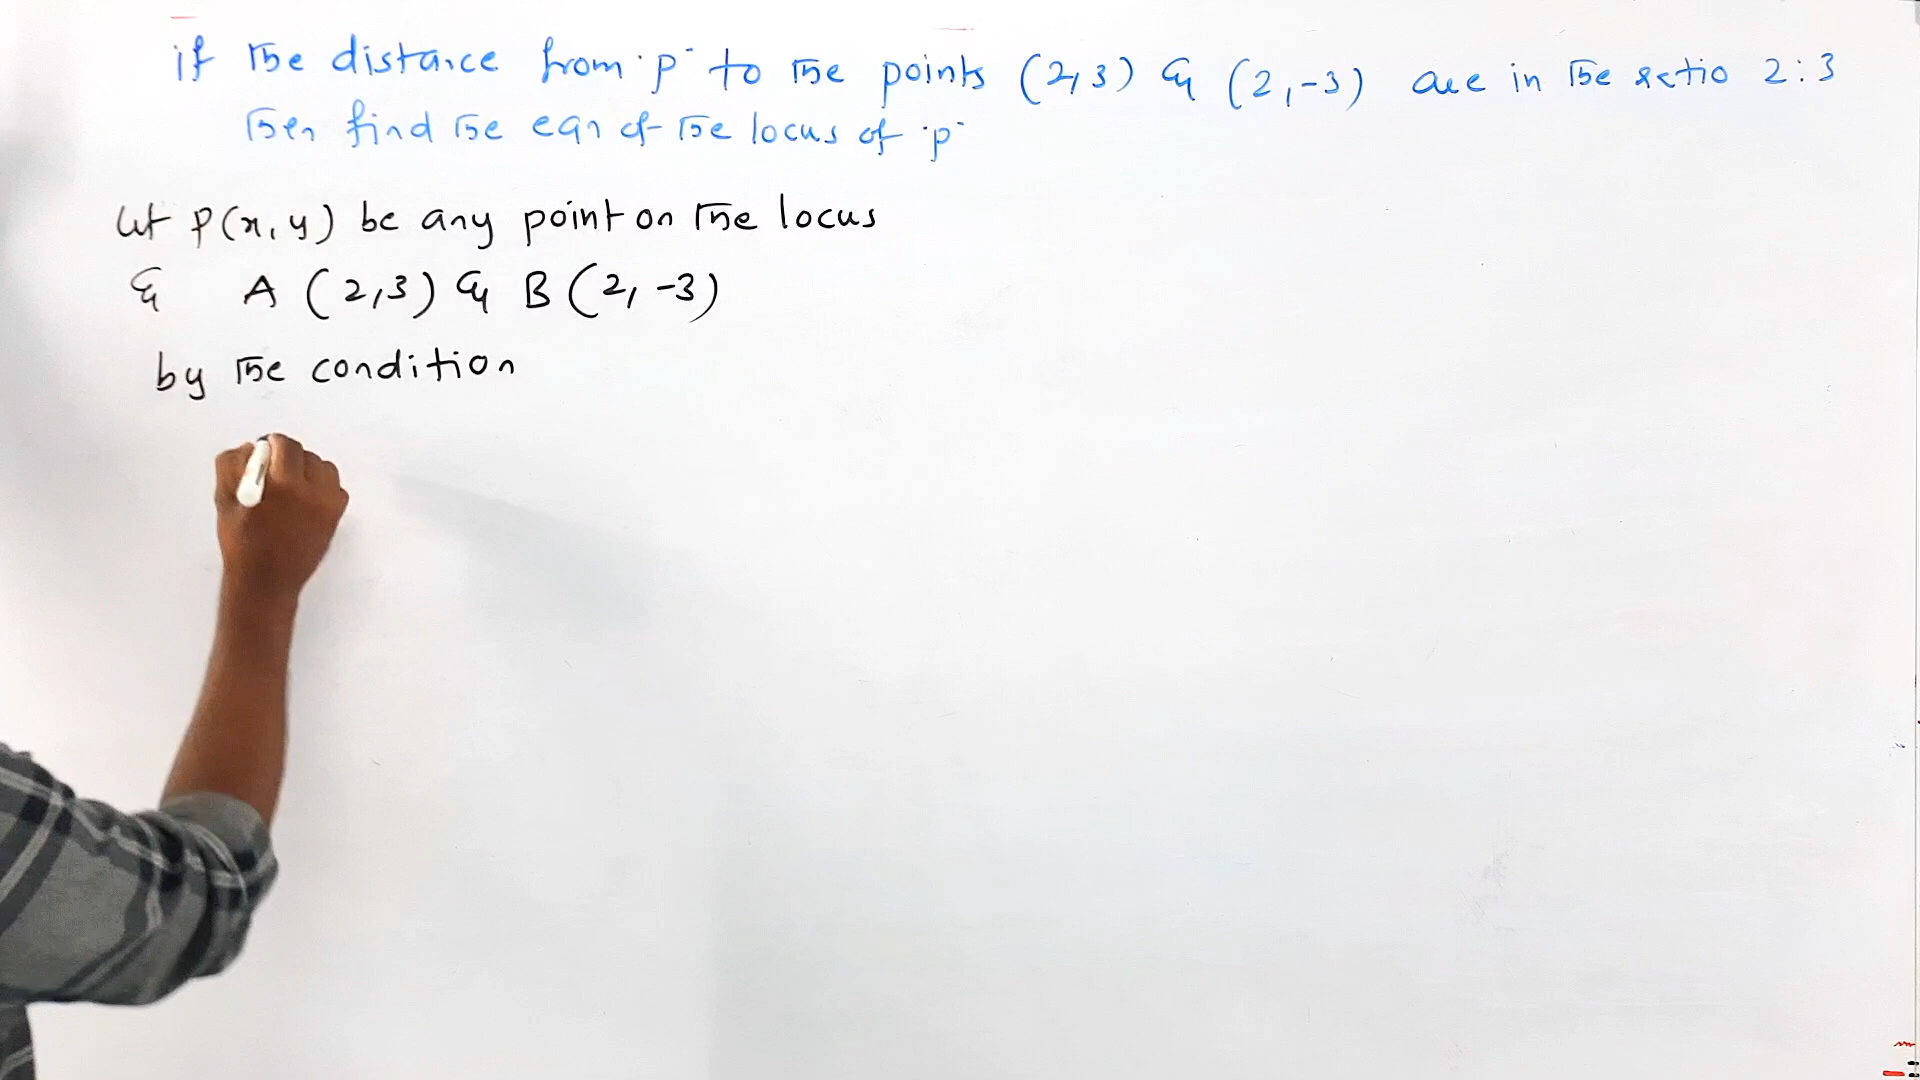 if the distance from 'p' to the points (2,3) & (2,-3) are in the ratio 2:3
then find the eqn of the locus of 'p'
let P(x,y) be any point on the locus
& A (2,3) & B (2,-3)
by the condition